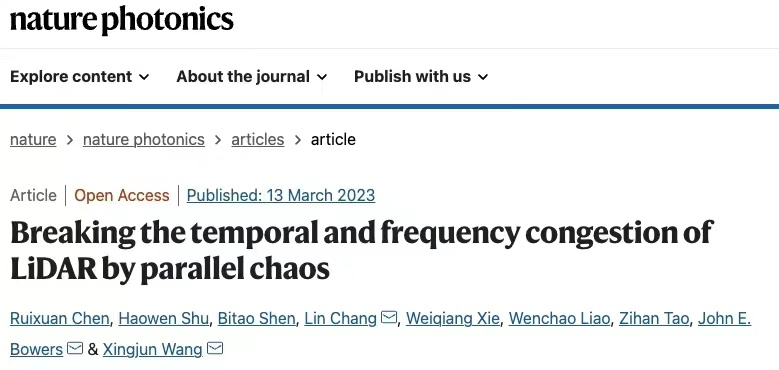 nature photonics
Explore content About the journal Publish with us
nature > nature photonics > articles > article
Article | Open Access | Published: 13 March 2023
Breaking the temporal and frequency congestion of
LiDAR by parallel chaos
Ruixuan Chen, Haowen Shu, Bitao Shen, Lin Chang, Weiqiang Xie, Wenchao Liao, Zihan Tao, John E.
Bowers & Xingjun Wang